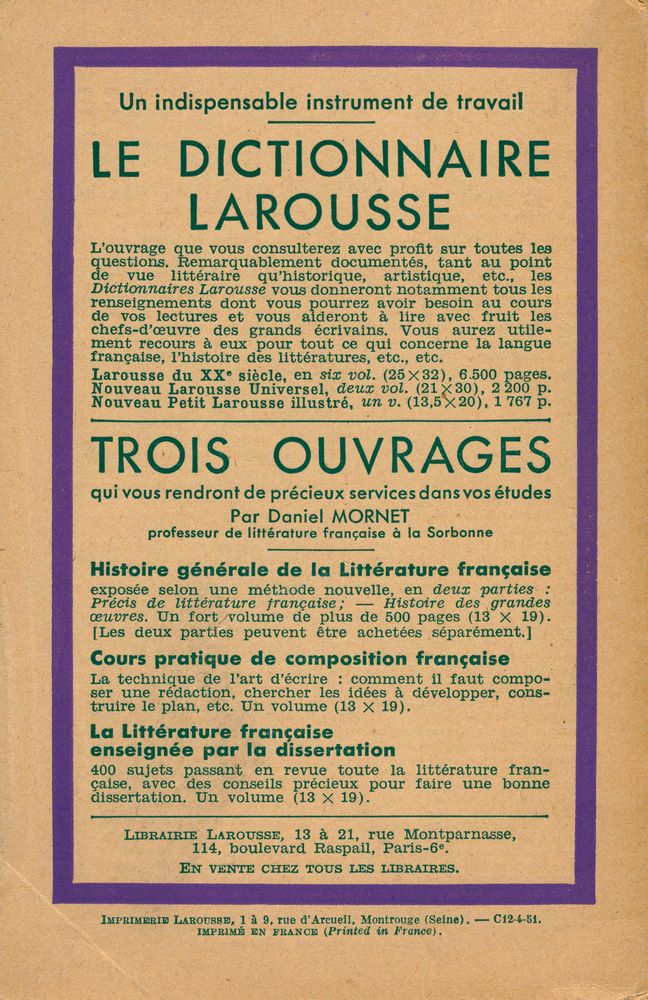 Un indispensable instrument de travail
LE DICTIONNAIRE
LAROUSSE
L'ouvrage que vous consulterez avec profit sur toutes les
questions. Remarquablement documentés, tant au point
de vue littéraire qu'historique, artistique, etc., les
Dictionnaires Larousse vous donneront notamment tous les
renseignements dont vous pourrez avoir besoin au cours
de vos lectures et vous aideront à lire avec fruit les
chefs-d'œuvre des grands écrivains. Vous aurez utile-
ment recours à eux pour tout ce qui concerne la langue
française, l'histoire des littératures, etc., etc.
Larousse du XXe siècle, en six vol. (25×32), 6.500 pages.
Nouveau Larousse Universel, deux vol. (21×30), 2 200 p.
Nouveau Petit Larousse illustré, un v. (13,5×20), 1 767 p.
TROIS OUVRAGES
qui vous rendront de précieux services dans vos études
Par Daniel MORNET
professeur de littérature française à la Sorbonne
Histoire générale de la Littérature française
exposée selon une méthode nouvelle, en deux parties :
Précis de littérature française; — Histoire des grandes
œuvres. Un fort volume de plus de 500 pages (13 × 19).
[Les deux parties peuvent être achetées séparément.]
Cours pratique de composition française
La technique de l'art d'écrire : comment il faut compo-
ser une rédaction, chercher les idées à développer, cons-
truire le plan, etc. Un volume (13 × 19).
La Littérature française
enseignée par la dissertation
400 sujets passant en revue toute la littérature fran-
çaise, avec des conseils précieux pour faire une bonne
dissertation. Un volume (13 × 19).
LIBRAIRIE LAROUSSE, 13 à 21, rue Montparnasse,
114, boulevard Raspail, Paris-6e.
EN VENTE CHEZ TOUS LES LIBRAIRES.
IMPRIMERIE LAROUSSE, 1 à 9, rue d'Arcueil, Montrouge (Seine). — C12-4-51.
IMPRIMÉ EN FRANCE (Printed in France).